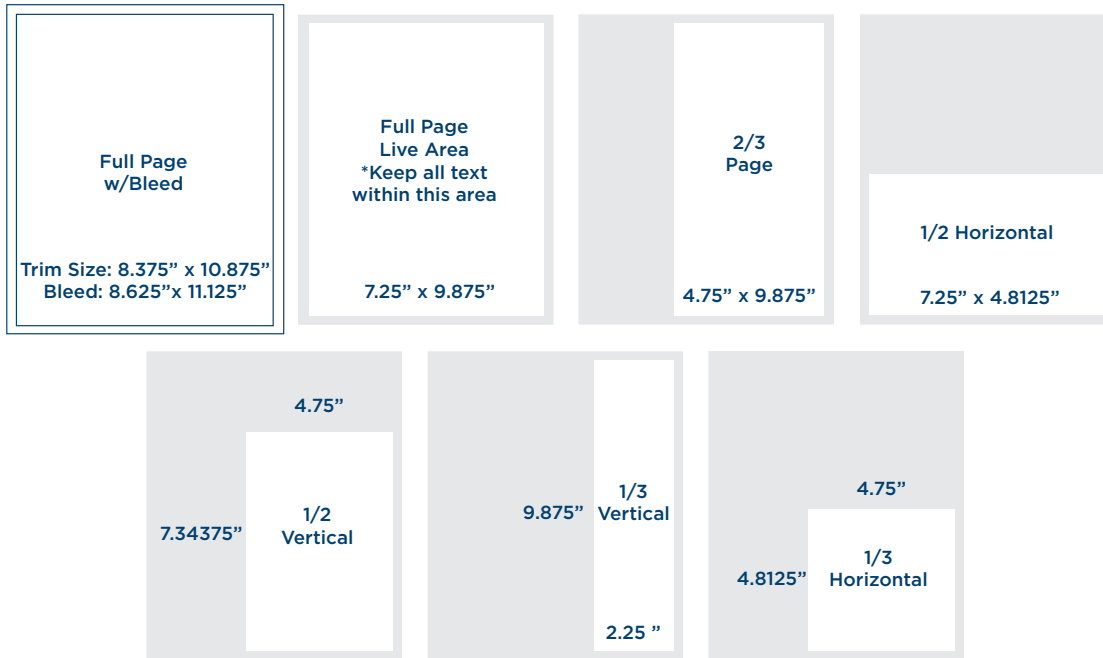 Full Page
w/Bleed
Trim Size: 8.375” x 10.875”
Bleed: 8.625”x 11.125”
Full Page
Live Area
*Keep all text
within this area
7.25” x 9.875”
2/3
Page
4.75” x 9.875”
1/2 Horizontal
7.25” x 4.8125”
4.75”
7.34375”
1/2
Vertical
9.875”
1/3
Vertical
2.25 ”
4.75”
4.8125”
1/3
Horizontal